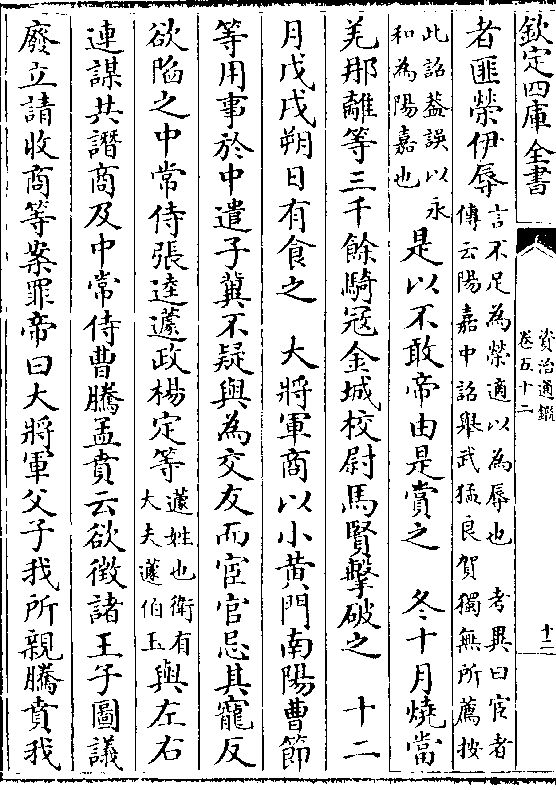 欽定四庫全書
資治通鑑
卷五十二
十二
者匪榮伊辱言不足為榮適以為辱也 考異曰宦者傳云陽嘉中詔舉武猛良賀獨無所薦按
此詔葢誤以永和為陽嘉也是以不敢帝由是賞之 冬十月燒當
羌那離等三千餘騎冦金城校尉馬賢擊破之 十二
月戊戌朔日有食之 大將軍商以小黃門南陽曹節
等用事於中遣子冀不疑與為交友而宦官忌其寵反
欲陷之中常侍張逵蘧政楊定等蘧姓也衛有大夫蘧伯玉與左右
連謀共譖商及中常侍曹騰孟賁云欲徵諸王子圖議
廢立請收商等案罪帝曰大將軍父子我所親騰賁我